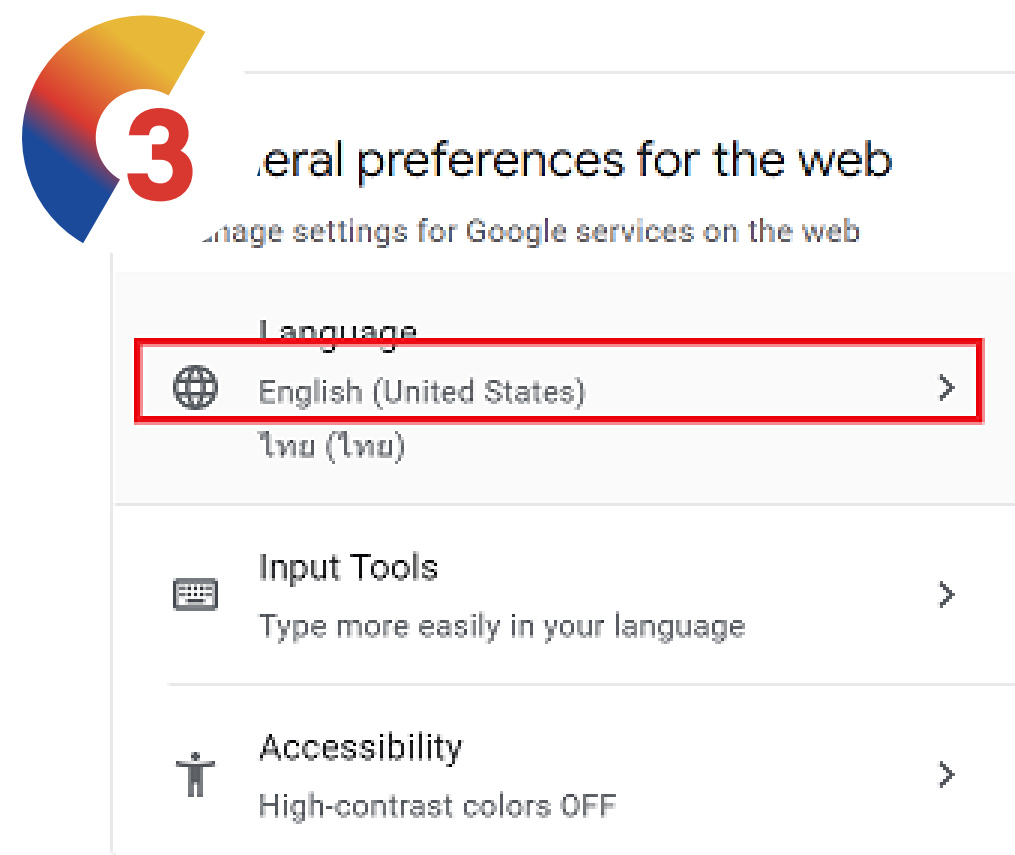 3
eral preferences for the web
nage settings for Google services on the web
Language
English (United States)
ไทย (ไทย)
Input Tools
Type more easily in your language
Accessibility
High-contrast colors OFF